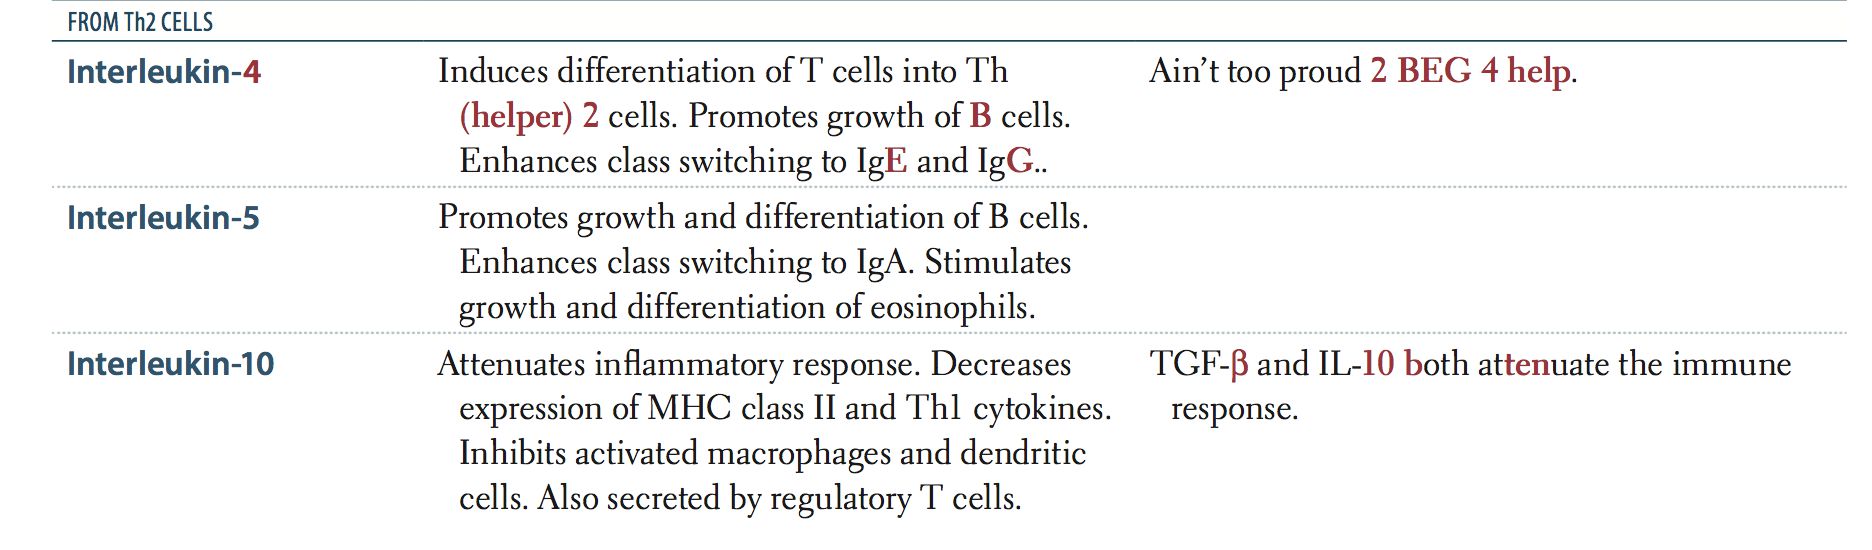 FROM Th2 CELLS
Interleukin-4
Induces differentiation of T cells into Th
(helper) 2 cells. Promotes growth of B cells.
Enhances class switching to IgE and IgG..
Ain't too proud 2 BEG 4 help.
Interleukin-5
Promotes growth and differentiation of B cells.
Enhances class switching to IgA. Stimulates
growth and differentiation of eosinophils.
Interleukin-10
Attenuates inflammatory response. Decreases
expression of MHC class II and Th1 cytokines.
Inhibits activated macrophages and dendritic
cells. Also secreted by regulatory T cells.
TGF-β and IL-10 both attenuate the immune
response.